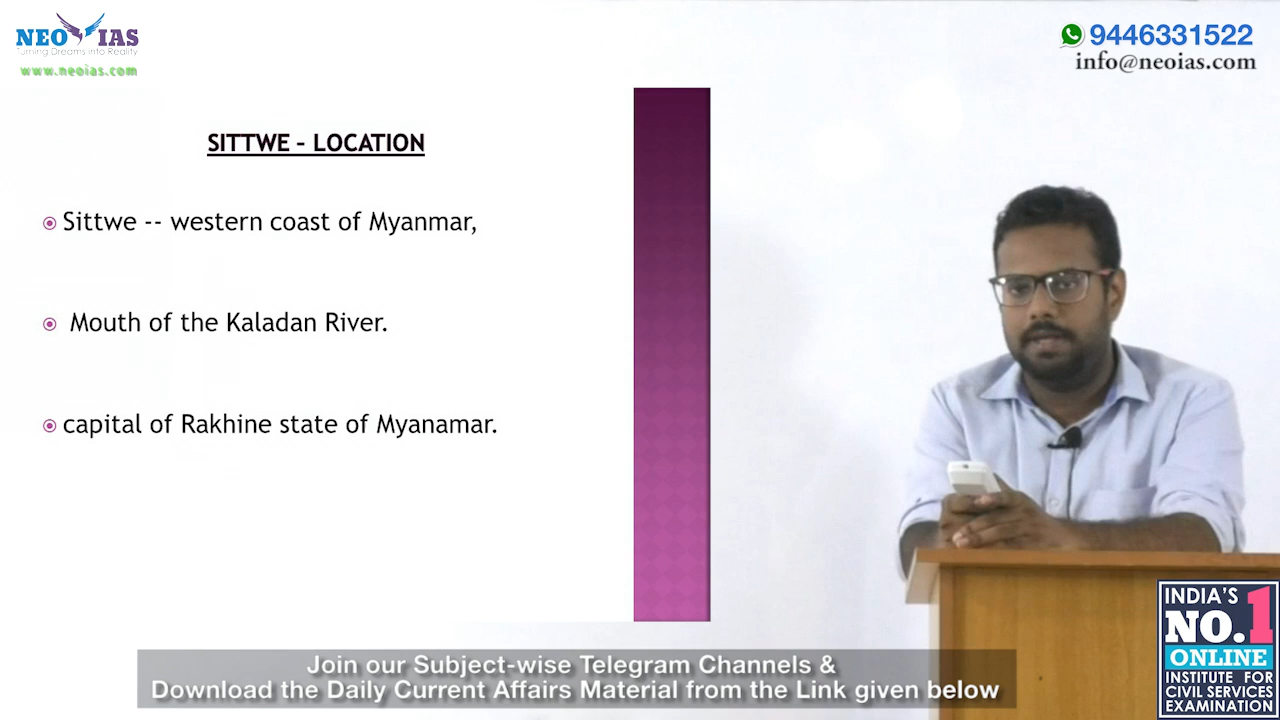 NEO IAS
Turning Dreams into Reality
www.neoias.com
9446331522
info@neoias.com
SITTWE – LOCATION
Sittwe -- western coast of Myanmar,
Mouth of the Kaladan River.
capital of Rakhine state of Myanamar.
Join our Subject-wise Telegram Channels &
Download the Daily Current Affairs Material from the Link given below
INDIA'S
NO.1
ONLINE
INSTITUTE FOR
CIVIL SERVICES
EXAMINATION